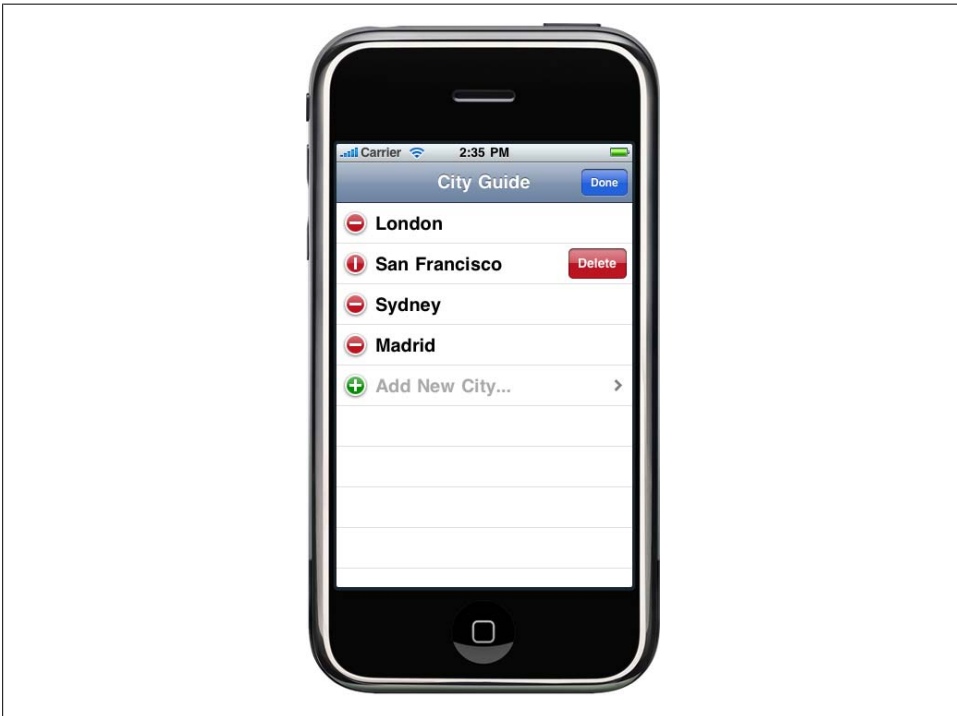 Carrier 2:35 PM
City Guide Done
London
San Francisco Delete
Sydney
Madrid
Add New City...